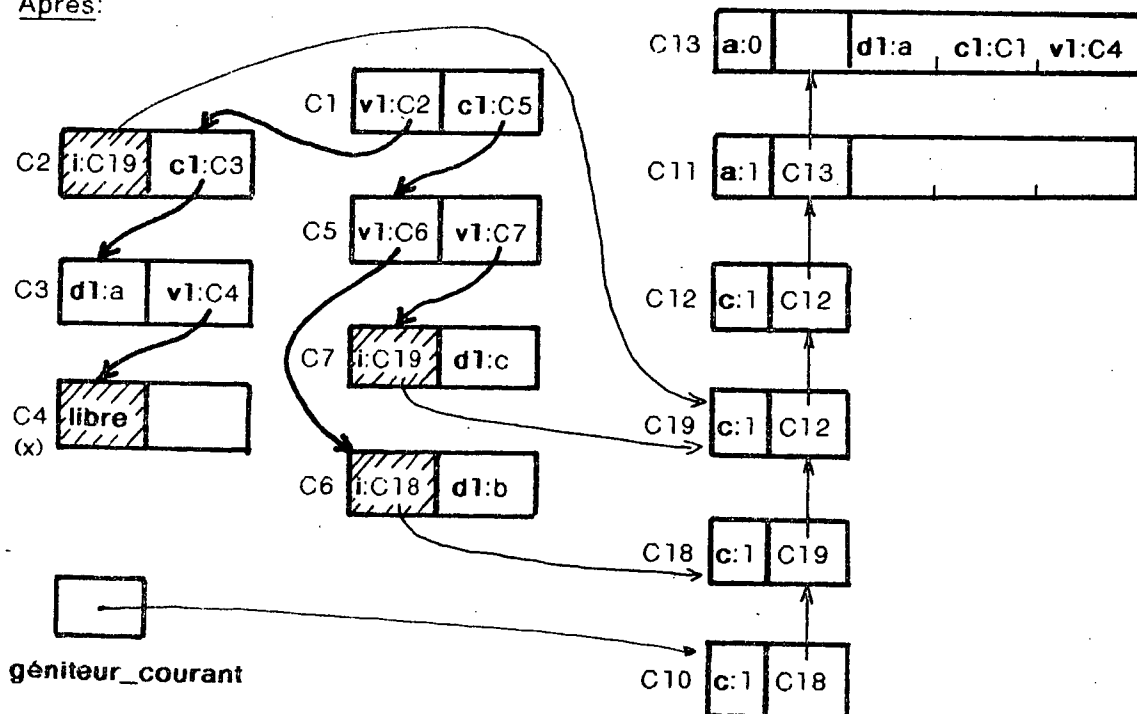 Après:
C13 a:0 d1:a c1:C1 v1:C4
C1 v1:C2 c1:C5
C2 i:C19 c1:C3
C11 a:1 C13
C5 v1:C6 v1:C7
C3 d1:a v1:C4
C12 c:1 C12
C7 i:C19 d1:c
C4 libre
(x)
C19 c:1 C12
C6 i:C18 d1:b
C18 c:1 C19
géniteur_courant
C10 c:1 C18